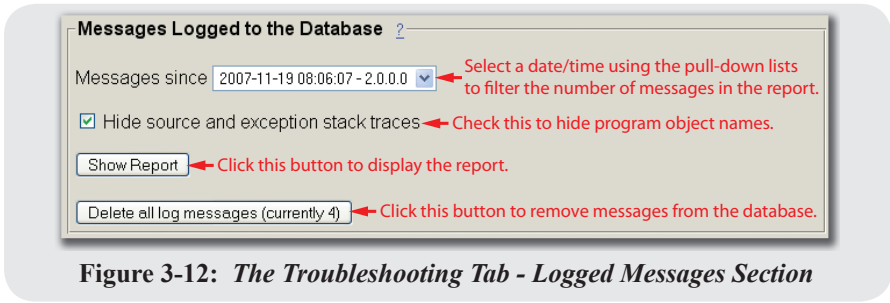 Messages Logged to the Database ?
Messages since 2007-11-19 08:06:07 - 2.0.0.0
Select a date/time using the pull-down lists
to filter the number of messages in the report.
Hide source and exception stack traces
Check this to hide program object names.
Show Report
Click this button to display the report.
Delete all log messages (currently 4)
Click this button to remove messages from the database.
Figure 3-12: The Troubleshooting Tab - Logged Messages Section